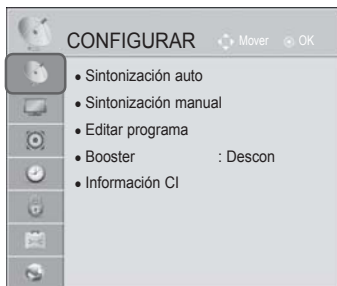 CONFIGURAR Mover OK
• Sintonización auto
• Sintonización manual
• Editar programa
• Booster : Descon
• Información CI